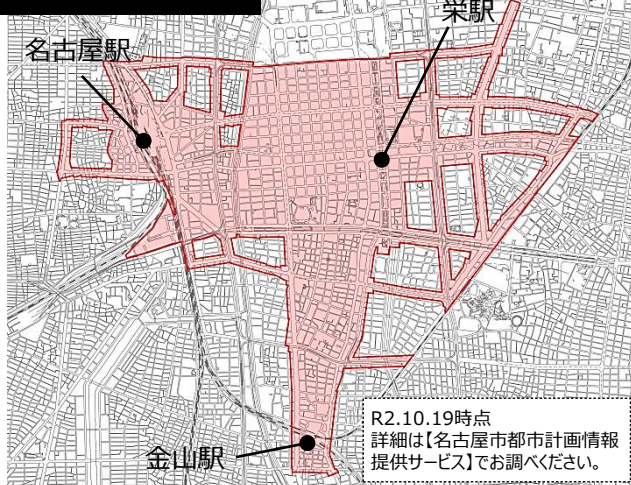 栄駅
名古屋駅
金山駅
R2.10.19時点
詳細は【名古屋市都市計画情報
提供サービス】でお調べください。